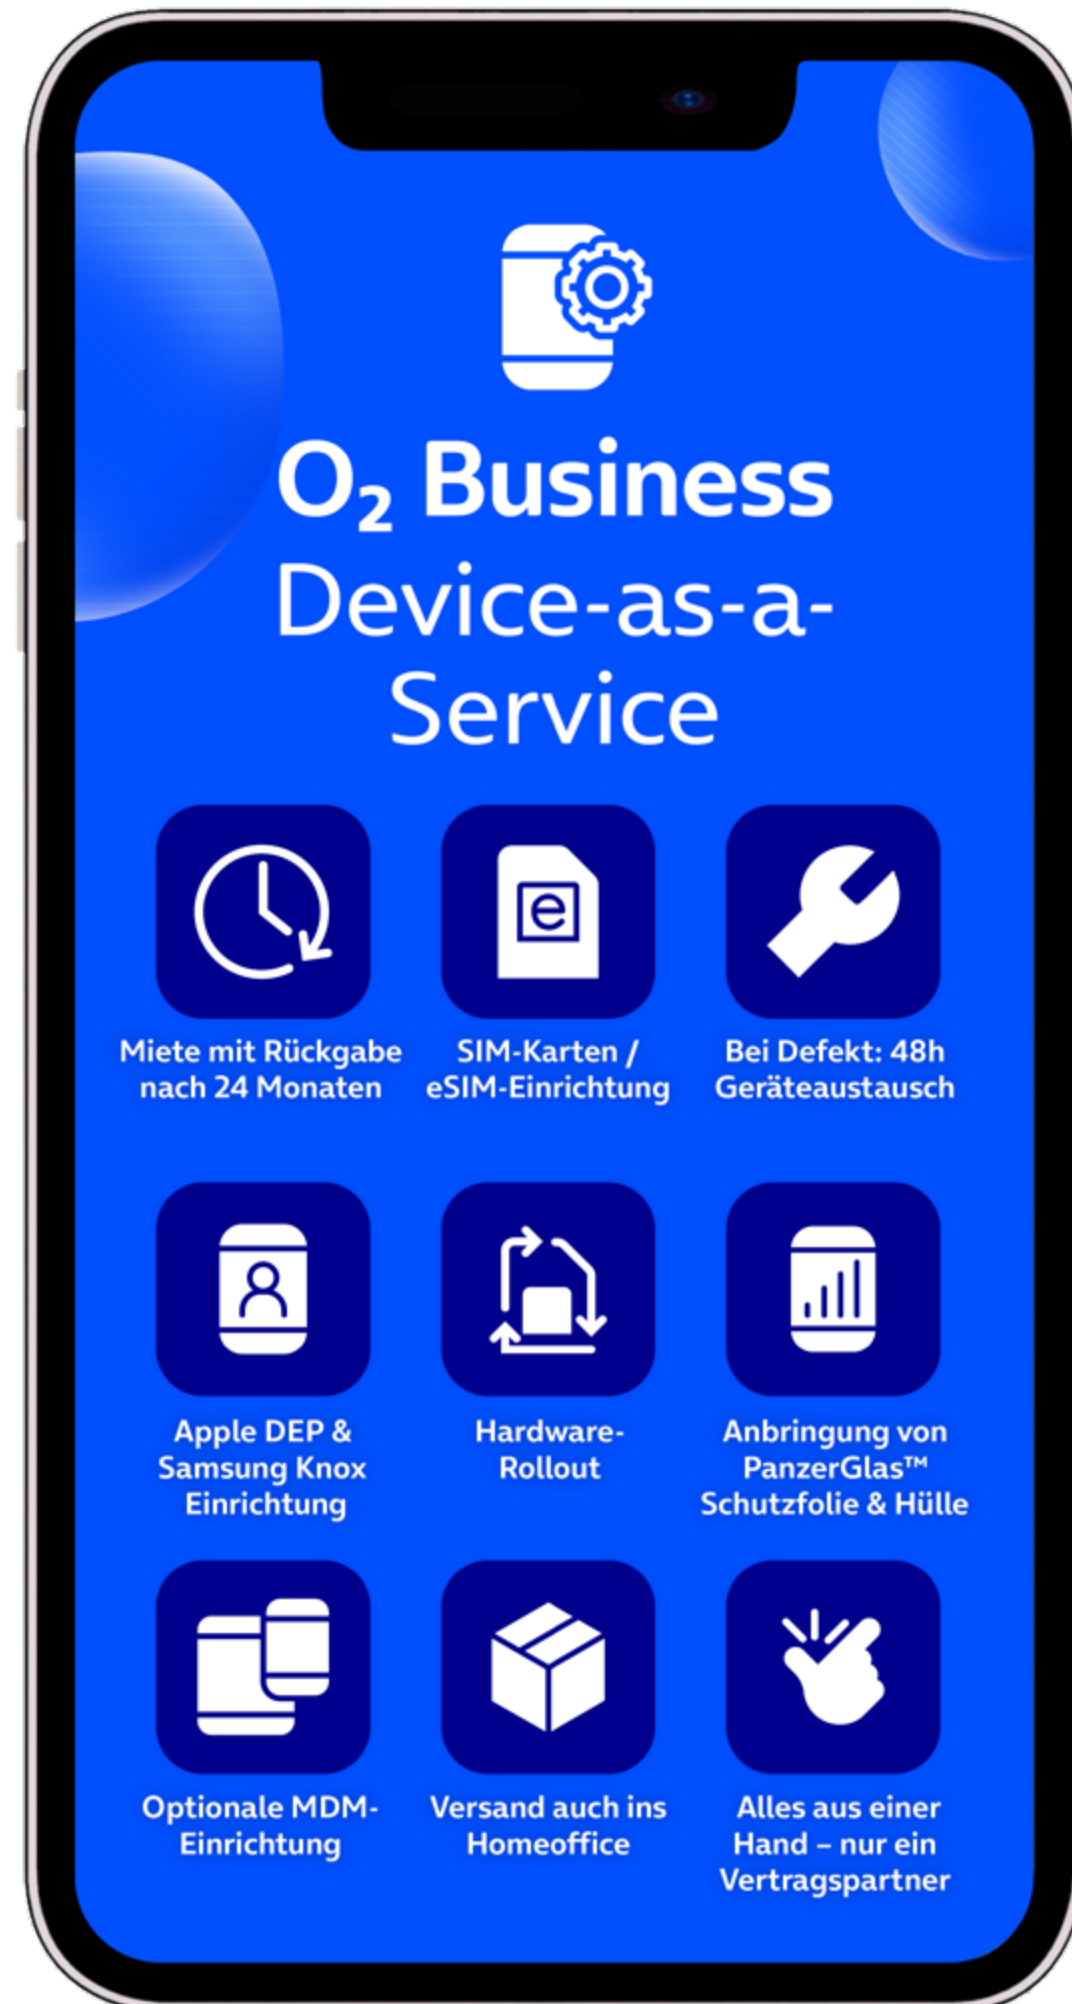 O₂ Business
Device-as-a-
Service
Miete mit Rückgabe
nach 24 Monaten
SIM-Karten /
eSIM-Einrichtung
Bei Defekt: 48h
Geräteaustausch
Apple DEP &
Samsung Knox
Einrichtung
Hardware-
Rollout
Anbringung von
PanzerGlas™
Schutzfolie & Hülle
Optionale MDM-
Einrichtung
Versand auch ins
Homeoffice
Alles aus einer
Hand – nur ein
Vertragspartner